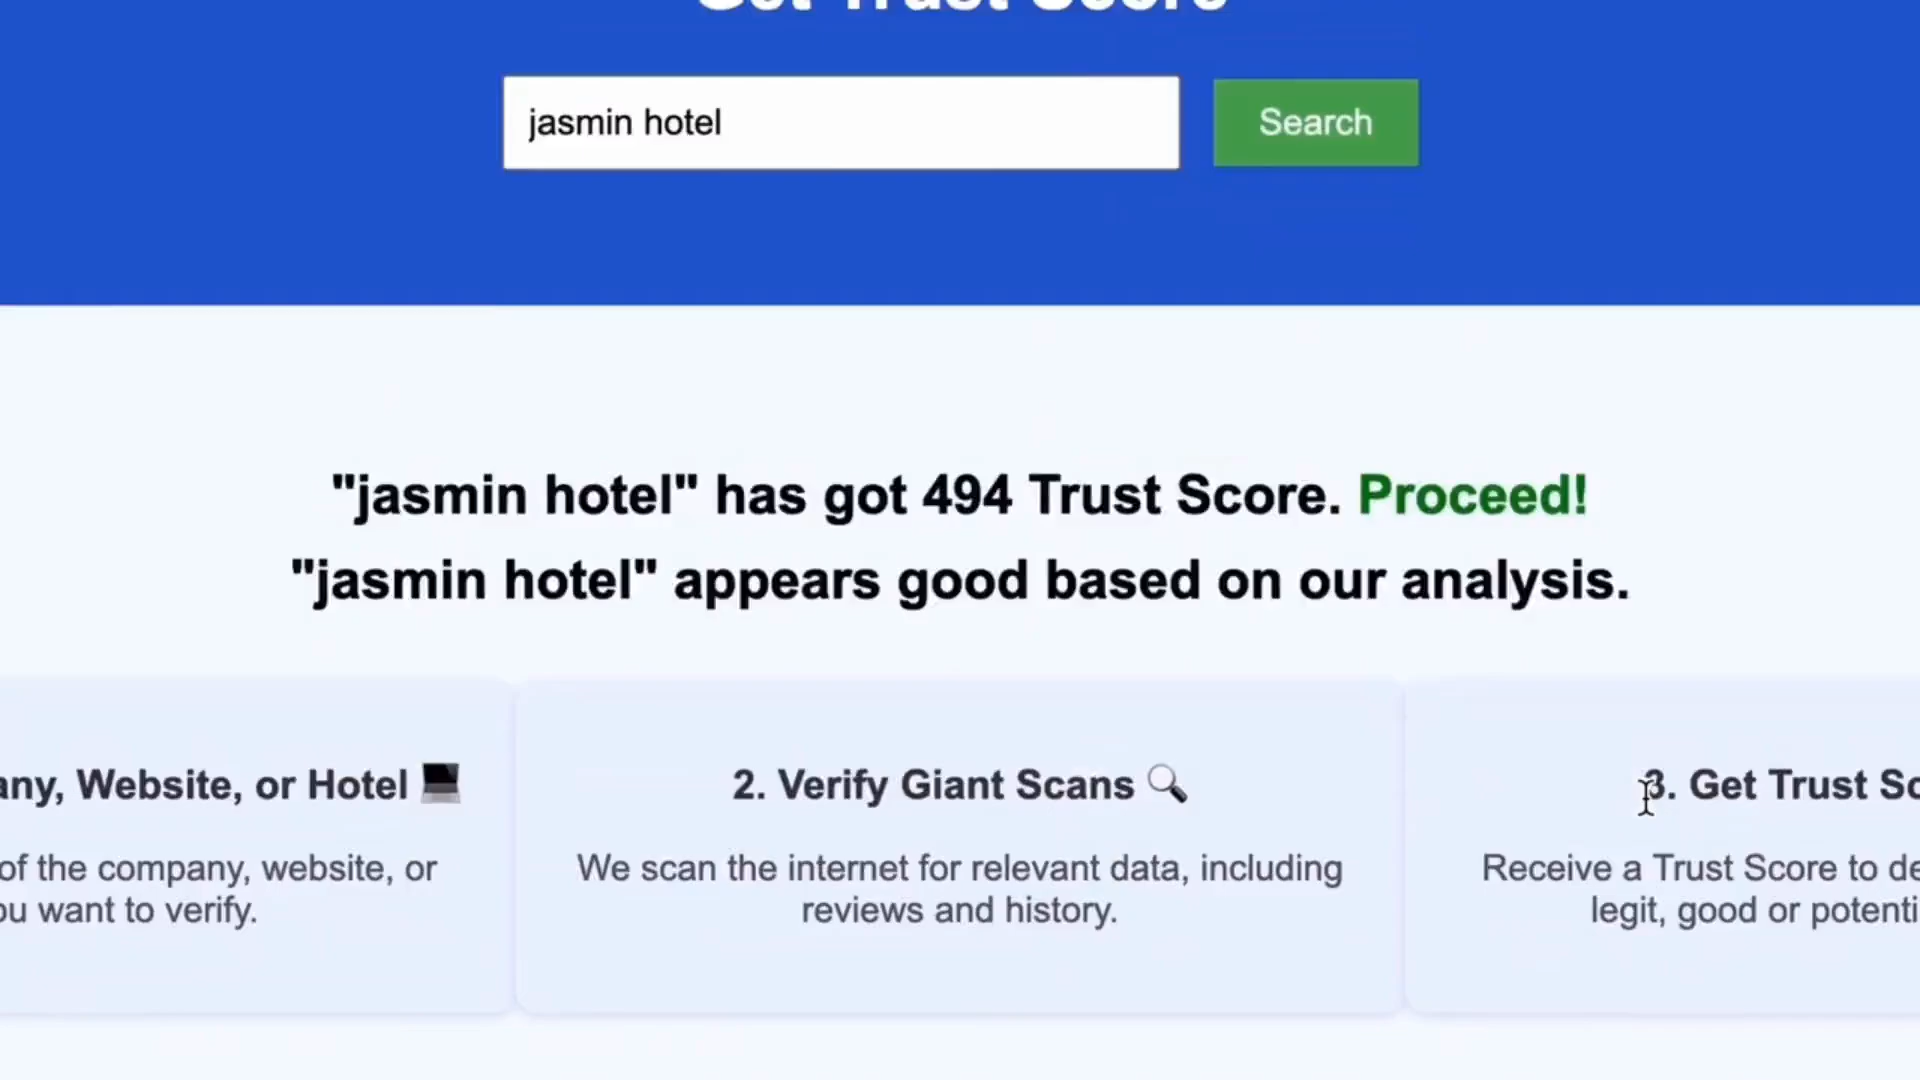 Get Trust Score
jasmin hotel
Search
"jasmin hotel" has got 494 Trust Score. Proceed!
"jasmin hotel" appears good based on our analysis.
any, Website, or Hotel
of the company, website, or
ou want to verify.
2. Verify Giant Scans
We scan the internet for relevant data, including
reviews and history.
3. Get Trust Sc
Receive a Trust Score to de
legit, good or potenti